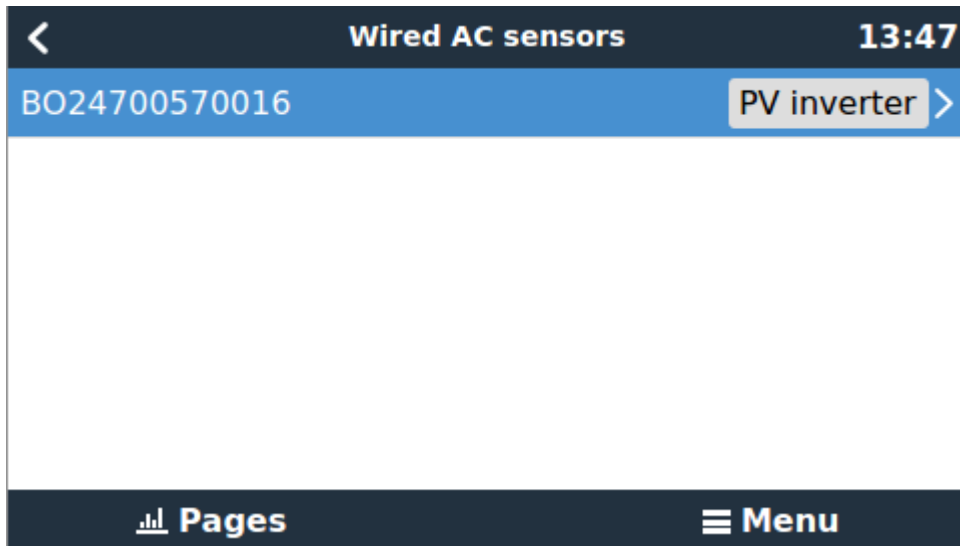 Wired AC sensors 13:47
BO24700570016 PV inverter
Pages Menu